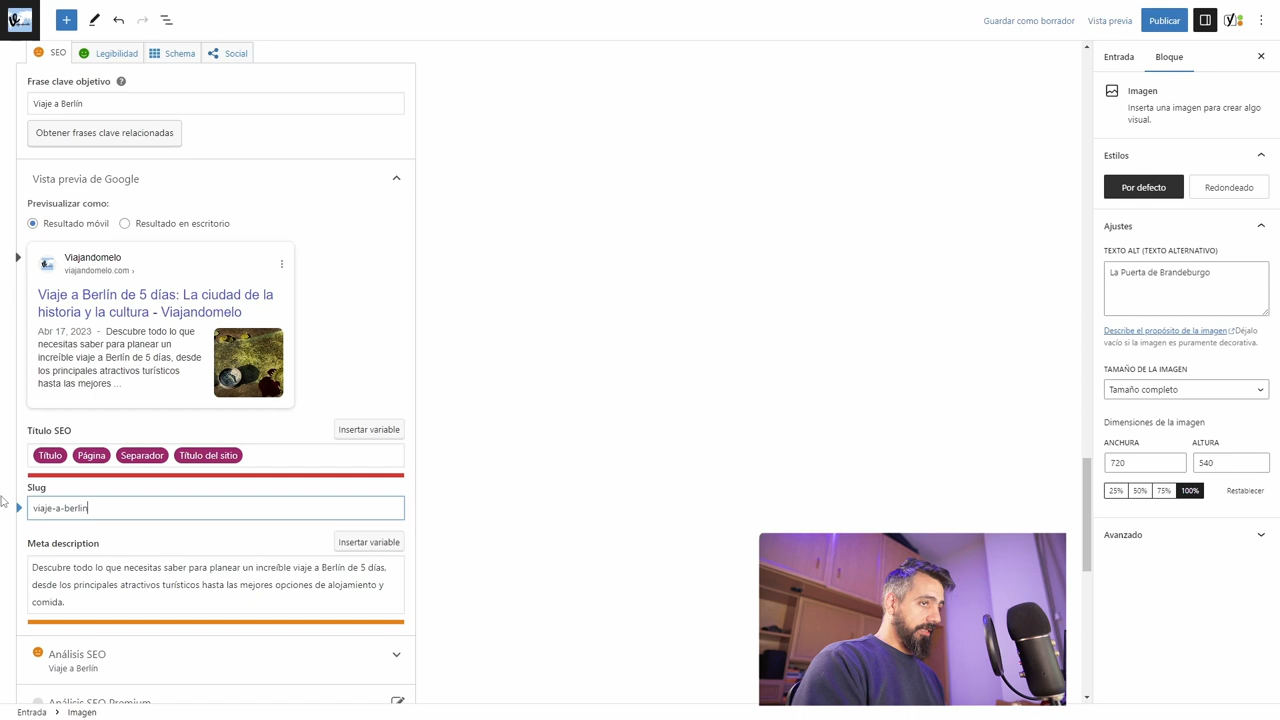 Guardar como borrador
Vista previa
Publicar
SEO
Legibilidad
Schema
Social
Frase clave objetivo
Viaje a Berlín
Obtener frases clave relacionadas
Vista previa de Google
Previsualizar como:
Resultado móvil
Resultado en escritorio
Viajandomelo
viajandomelo.com ›
Viaje a Berlín de 5 días: La ciudad de la
historia y la cultura - Viajandomelo
Abr 17, 2023 - Descubre todo lo que
necesitas saber para planear un
increíble viaje a Berlín de 5 días, desde
los principales atractivos turísticos
hasta las mejores ...
Título SEO
Insertar variable
Título
Página
Separador
Título del sitio
Slug
viaje-a-berlin
Meta description
Insertar variable
Descubre todo lo que necesitas saber para planear un increíble viaje a Berlín de 5 días,
desde los principales atractivos turísticos hasta las mejores opciones de alojamiento y
comida.
Análisis SEO
Viaje a Berlín
Análisis SEO Premium
Entrada
Imagen
Entrada
Bloque
Imagen
Inserta una imagen para crear algo
visual.
Estilos
Por defecto
Redondeado
Ajustes
TEXTO ALT (TEXTO ALTERNATIVO)
La Puerta de Brandeburgo
Describe el propósito de la imagen Déjalo
vacío si la imagen es puramente decorativa.
TAMAÑO DE LA IMAGEN
Tamaño completo
Dimensiones de la imagen
ANCHURA
ALTURA
720
540
25%
50%
75%
100%
Restablecer
Avanzado